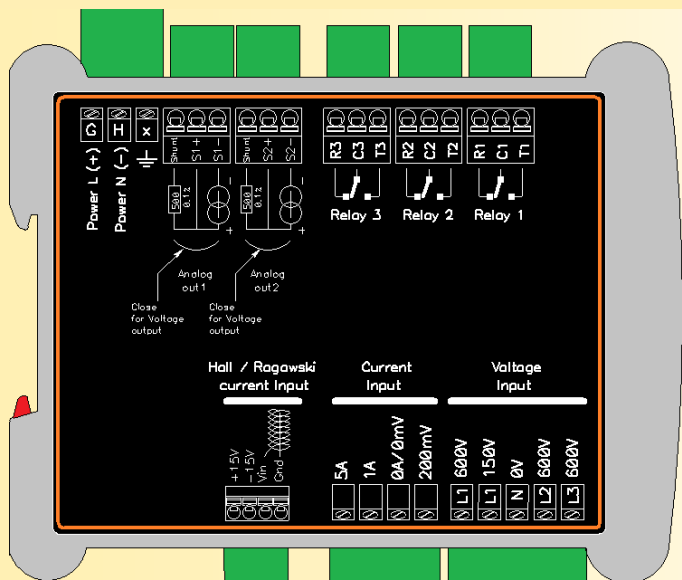 G H x
Power L (+)
Power N (-)
Shunt S1+ S1-
Shunt S2+ S2-
R3 C3 T3
R2 C2 T2
R1 C1 T1
500
0.1%
-
+
500
0.1%
-
+
Relay 3
Relay 2
Relay 1
Analog
out1
Analog
out2
Close
for Voltage
output
Close
for Voltage
output
Hall / Ragawski
current Input
Current
Input
Voltage
Input
+15V
-15V
Vin
Gnd
5A
1A
0A/0mV
200mV
600V
150V
0V
600V
600V
L1
L1
N
L2
L3